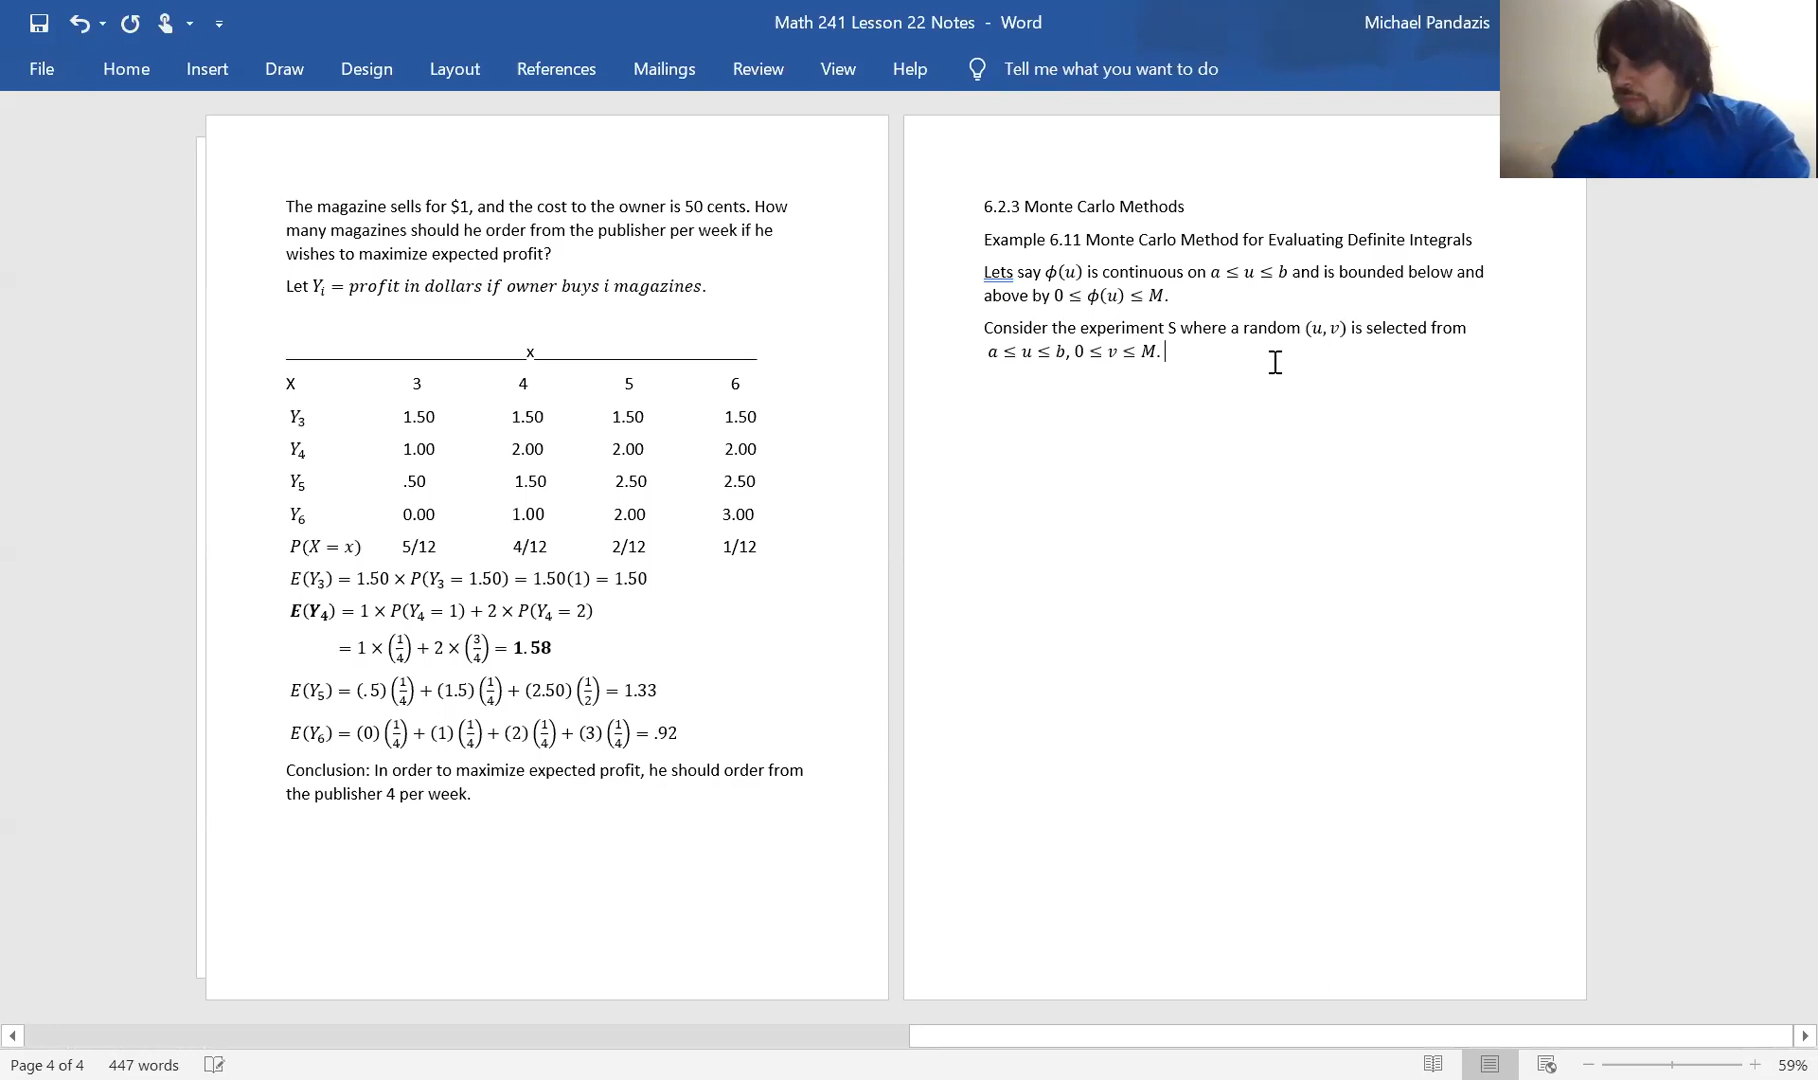 Math 241 Lesson 22 Notes - Word
Michael Pandazis
File Home Insert Draw Design Layout References Mailings Review View Help Tell me what you want to do
The magazine sells for $1, and the cost to the owner is 50 cents. How
many magazines should he order from the publisher per week if he
wishes to maximize expected profit?
Let Y_i = profit in dollars if owner buys i magazines.
x
X 3 4 5 6
Y_3 1.50 1.50 1.50 1.50
Y_4 1.00 2.00 2.00 2.00
Y_5 .50 1.50 2.50 2.50
Y_6 0.00 1.00 2.00 3.00
P(X = x) 5/12 4/12 2/12 1/12
E(Y_3) = 1.50 × P(Y_3 = 1.50) = 1.50(1) = 1.50
E(Y_4) = 1 × P(Y_4 = 1) + 2 × P(Y_4 = 2)
= 1 × (1/4) + 2 × (3/4) = 1.58
E(Y_5) = (.5)(1/4) + (1.5)(1/4) + (2.50)(1/2) = 1.33
E(Y_6) = (0)(1/4) + (1)(1/4) + (2)(1/4) + (3)(1/4) = .92
Conclusion: In order to maximize expected profit, he should order from
the publisher 4 per week.
6.2.3 Monte Carlo Methods
Example 6.11 Monte Carlo Method for Evaluating Definite Integrals
Lets say ϕ(u) is continuous on a ≤ u ≤ b and is bounded below and
above by 0 ≤ ϕ(u) ≤ M.
Consider the experiment S where a random (u, v) is selected from
a ≤ u ≤ b, 0 ≤ v ≤ M.
Page 4 of 4 447 words
59%